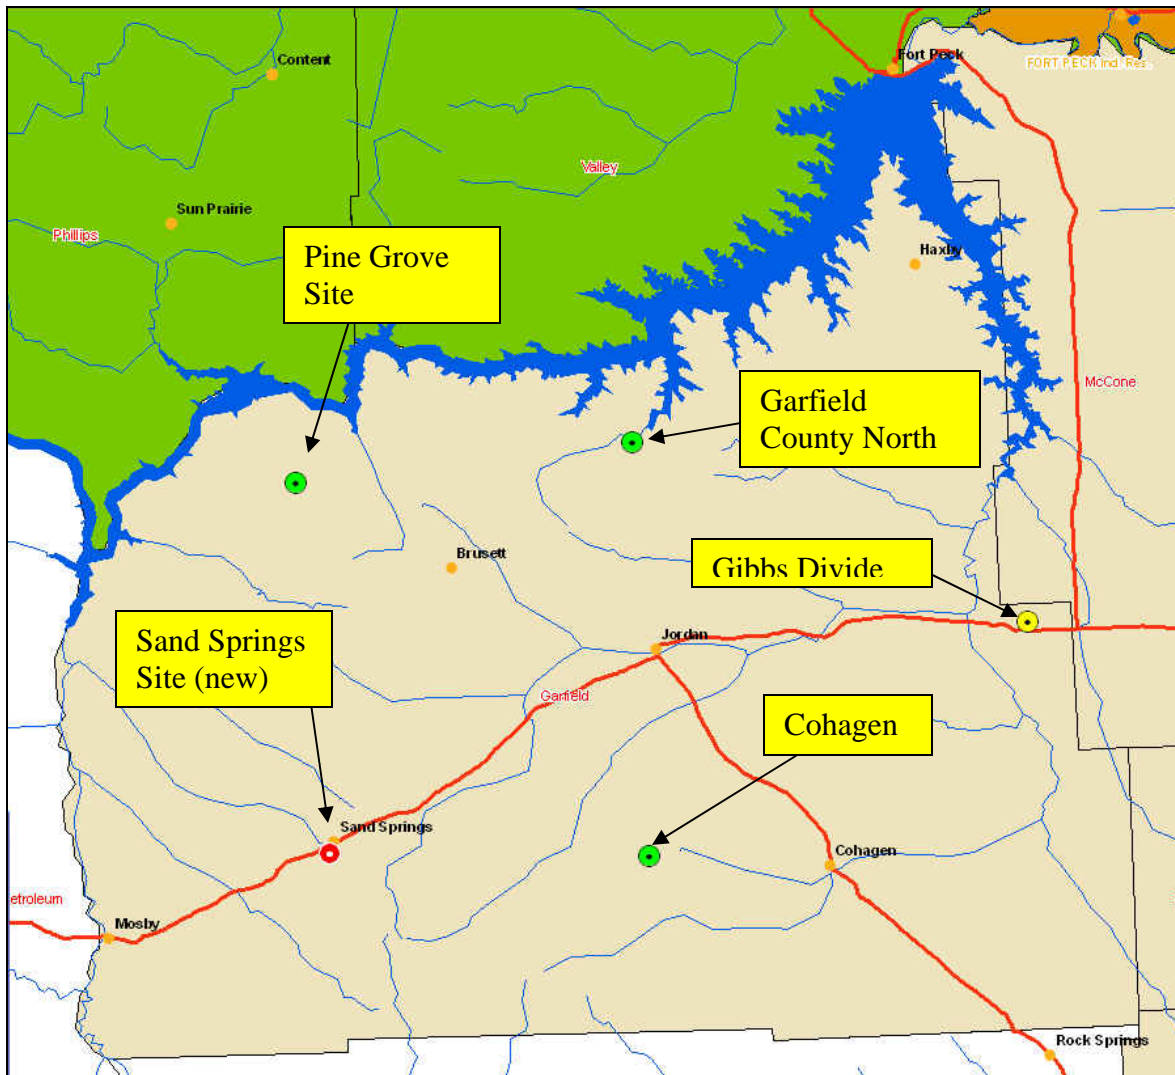 Content
Fort Peck
FORT PECK Ind. Res.
Valley
Sun Prairie
Phillips
Pine Grove
Site
Haxby
McCone
Garfield
County North
Brusett
Gibbs Divide
Sand Springs
Site (new)
Jordan
Garfield
Cohagen
Sand Springs
Cohagen
etroleum
Mosby
Rock Springs